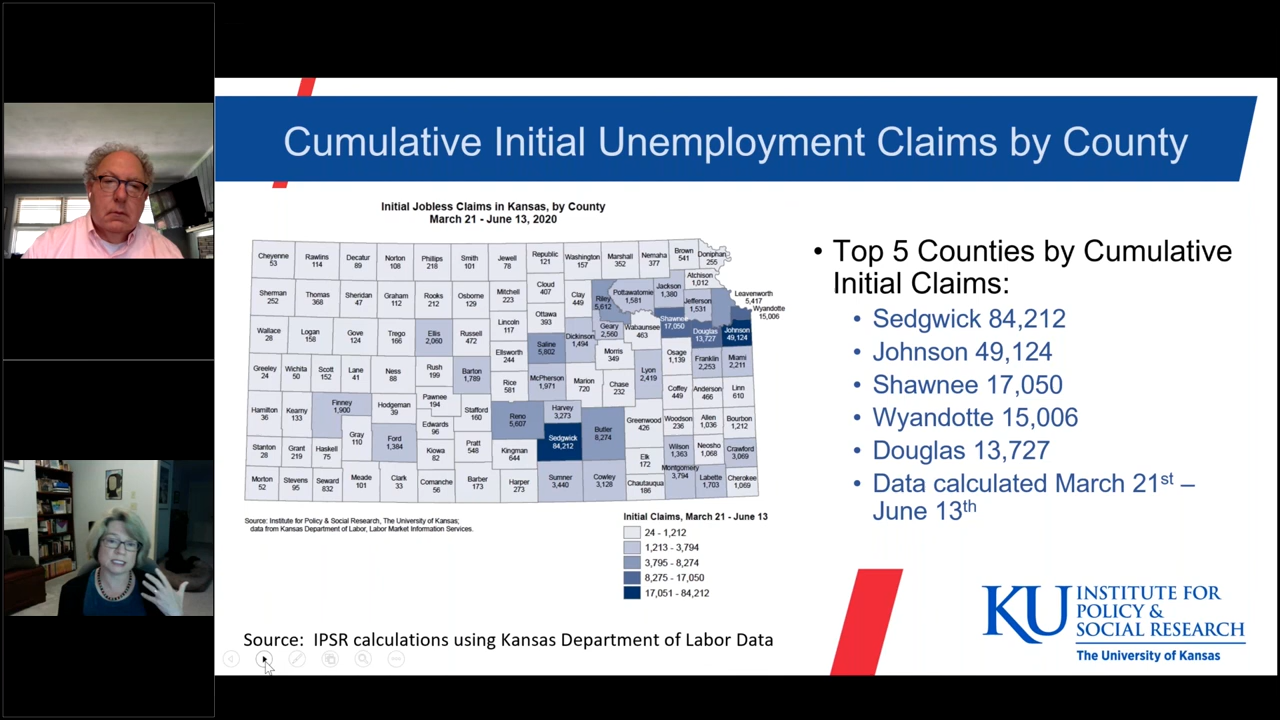 Cumulative Initial Unemployment Claims by County
Initial Jobless Claims in Kansas, by County
March 21 - June 13, 2020
Cheyenne
53
Rawlins
114
Decatur
89
Norton
108
Phillips
218
Smith
101
Jewell
78
Republic
121
Washington
157
Marshall
352
Nemaha
377
Brown
541
Doniphan
255
Atchison
1,012
Sherman
252
Thomas
368
Sheridan
47
Graham
112
Rooks
212
Osborne
129
Mitchell
223
Cloud
407
Clay
449
Riley
5,612
Pottawatomie
1,581
Jackson
1,380
Jefferson
1,531
Leavenworth
5,417
Wyandotte
15,006
Wallace
28
Logan
158
Gove
124
Trego
166
Ellis
2,060
Russell
472
Lincoln
117
Ottawa
393
Dickinson
1,494
Geary
2,560
Wabaunsee
463
Shawnee
17,050
Douglas
13,727
Johnson
49,124
Greeley
24
Wichita
50
Scott
152
Lane
41
Ness
88
Rush
199
Barton
1,789
Ellsworth
244
Saline
5,802
Morris
349
Osage
1,139
Franklin
2,253
Miami
2,211
Hamilton
36
Kearny
133
Finney
1,900
Hodgeman
39
Pawnee
194
Stafford
160
Rice
581
McPherson
1,971
Marion
720
Chase
232
Lyon
2,419
Coffey
449
Anderson
466
Linn
610
Gray
110
Ford
1,384
Edwards
96
Reno
5,607
Harvey
3,273
Butler
8,274
Greenwood
426
Woodson
236
Allen
1,036
Bourbon
1,212
Stanton
28
Grant
219
Haskell
75
Kiowa
82
Pratt
548
Kingman
644
Sedgwick
84,212
Elk
172
Wilson
1,363
Neosho
1,068
Crawford
3,069
Morton
52
Stevens
95
Seward
832
Meade
101
Clark
33
Comanche
56
Barber
173
Harper
273
Sumner
3,440
Cowley
3,128
Chautauqua
186
Montgomery
3,794
Labette
1,703
Cherokee
1,069
Source: Institute for Policy & Social Research, The University of Kansas;
data from Kansas Department of Labor, Labor Market Information Services.
Initial Claims, March 21 - June 13
24 - 1,212
1,213 - 3,794
3,795 - 8,274
8,275 - 17,050
17,051 - 84,212
Source: IPSR calculations using Kansas Department of Labor Data
• Top 5 Counties by Cumulative
Initial Claims:
• Sedgwick 84,212
• Johnson 49,124
• Shawnee 17,050
• Wyandotte 15,006
• Douglas 13,727
• Data calculated March 21st –
June 13th
KU INSTITUTE FOR
POLICY &
SOCIAL RESEARCH
The University of Kansas